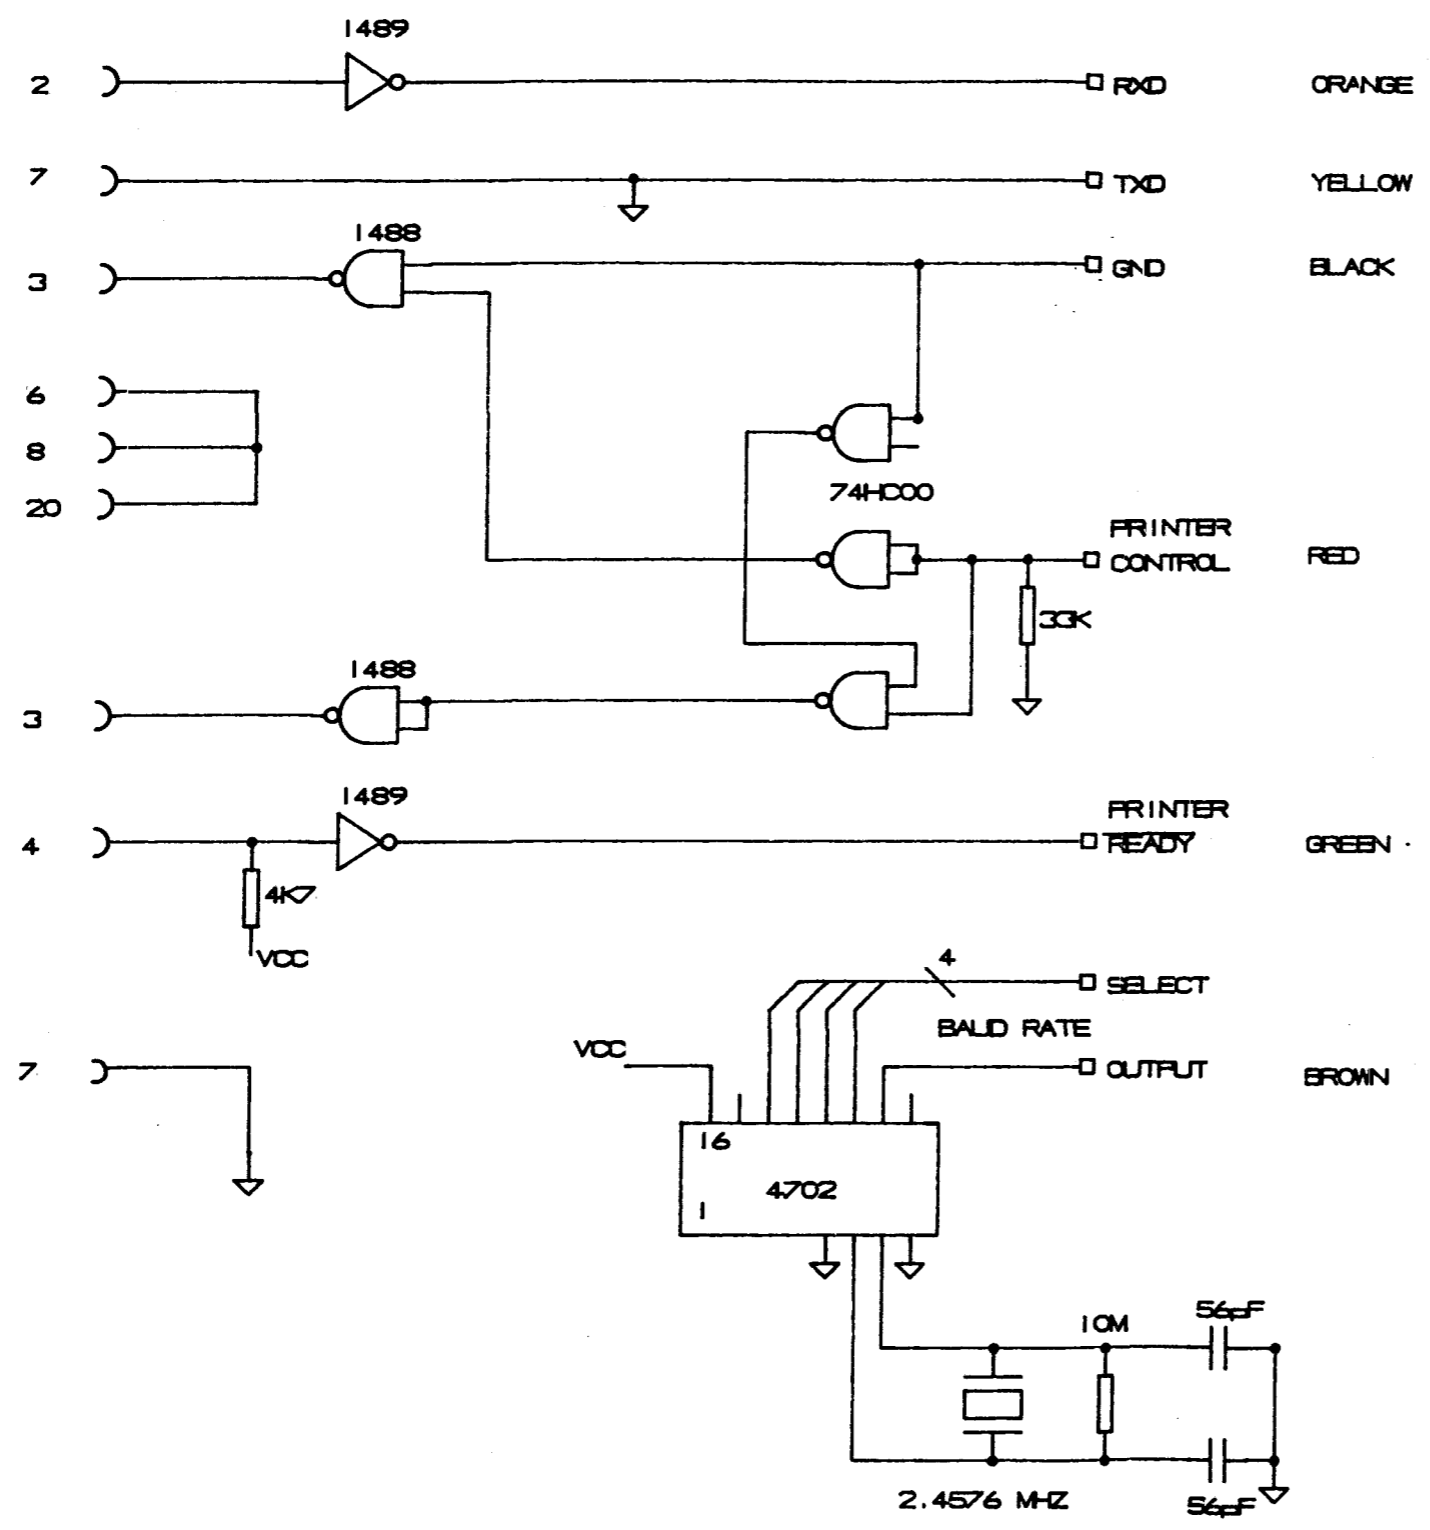 1489
2 RXD ORANGE
7 TXD YELLOW
1488
3 GND BLACK
6
8
20
74HC00
PRINTER
CONTROL RED
33K
1488
3
1489
PRINTER
4 READY GREEN
4K7
VCC
4
SELECT
BAUD RATE
VCC
7 OUTPUT BROWN
16
4702
1
56pF
10M
2.4576 MHZ
56pF